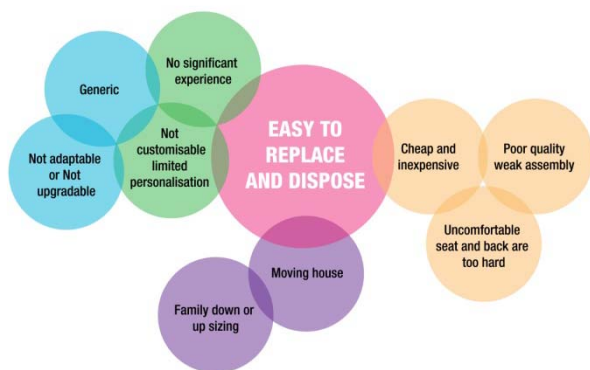 No significant
experience
Generic
Not
customisable
limited
personalisation
Not adaptable
or Not
upgradable
EASY TO
REPLACE
AND DISPOSE
Cheap and
inexpensive
Poor quality
weak assembly
Uncomfortable
seat and back are
too hard
Moving house
Family down or
up sizing